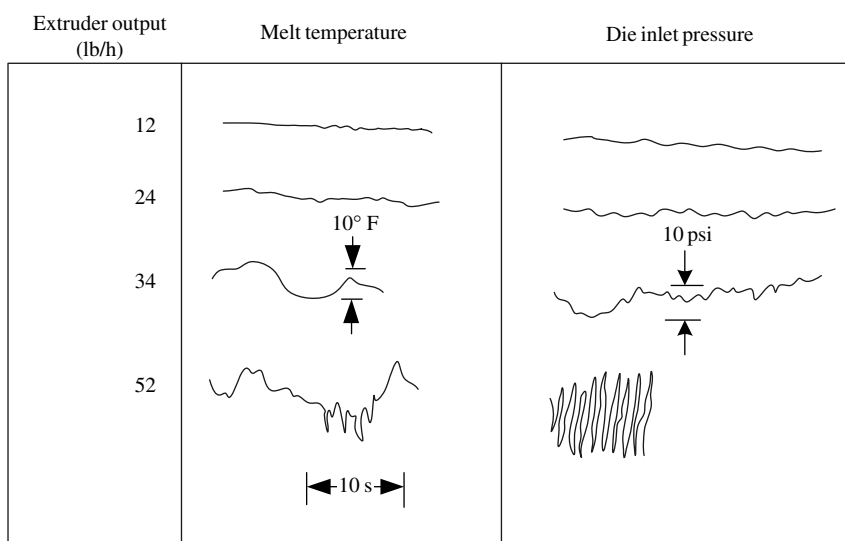 Extruder output
(lb/h)
Melt temperature
Die inlet pressure
12
24
10° F
10 psi
34
52
10 s